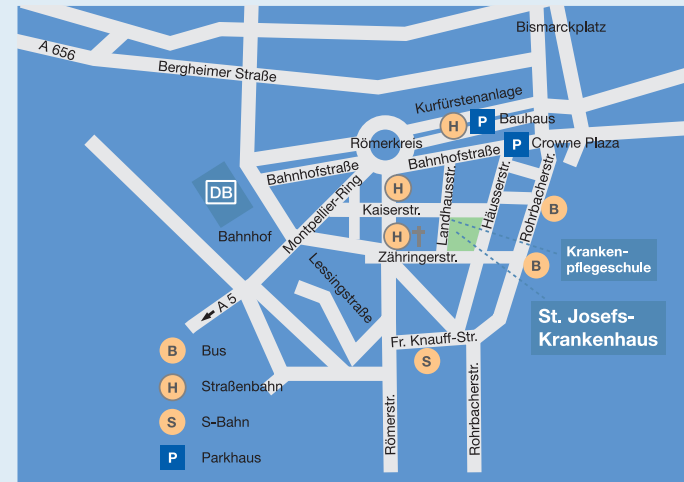 Bismarckplatz
A 656
Bergheimer Straße
Kurfürstenanlage
P
Bauhaus
H
Römerkreis
P
Crowne Plaza
Bahnhofstraße
Bahnhofstraße
DB
H
Landhausstr.
Häusserstr.
Rohrbacherstr.
Kaiserstr.
B
Montpellier-Ring
Bahnhof
H
Zähringerstr.
Kranken-
pflegeschule
B
Lessingstraße
A 5
St. Josefs-
Krankenhaus
Fr. Knauff-Str.
S
Römerstr.
Rohrbacherstr.
B Bus
H Straßenbahn
S S-Bahn
P Parkhaus